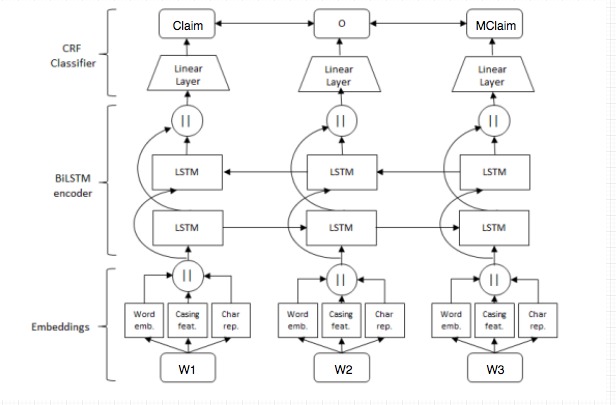 Claim
O
MClaim
CRF
Classifier
Linear
Layer
Linear
Layer
Linear
Layer
||
||
||
BiLSTM
encoder
LSTM
LSTM
LSTM
LSTM
LSTM
LSTM
||
||
||
Embeddings
Word
emb.
Casing
feat.
Char
rep.
Word
emb.
Casing
feat.
Char
rep.
Word
emb.
Casing
feat.
Char
rep.
W1
W2
W3